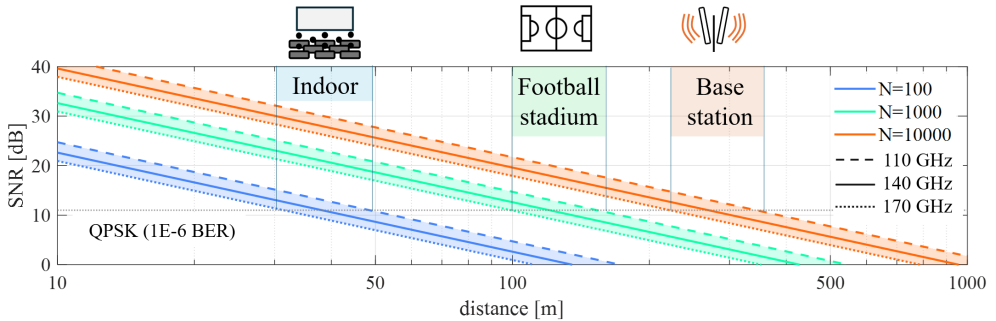 Indoor
Football
stadium
Base
station
40
30
20
10
0
SNR [dB]
N=100
N=1000
N=10000
110 GHz
140 GHz
170 GHz
QPSK (1E-6 BER)
10
50
100
500
1000
distance [m]